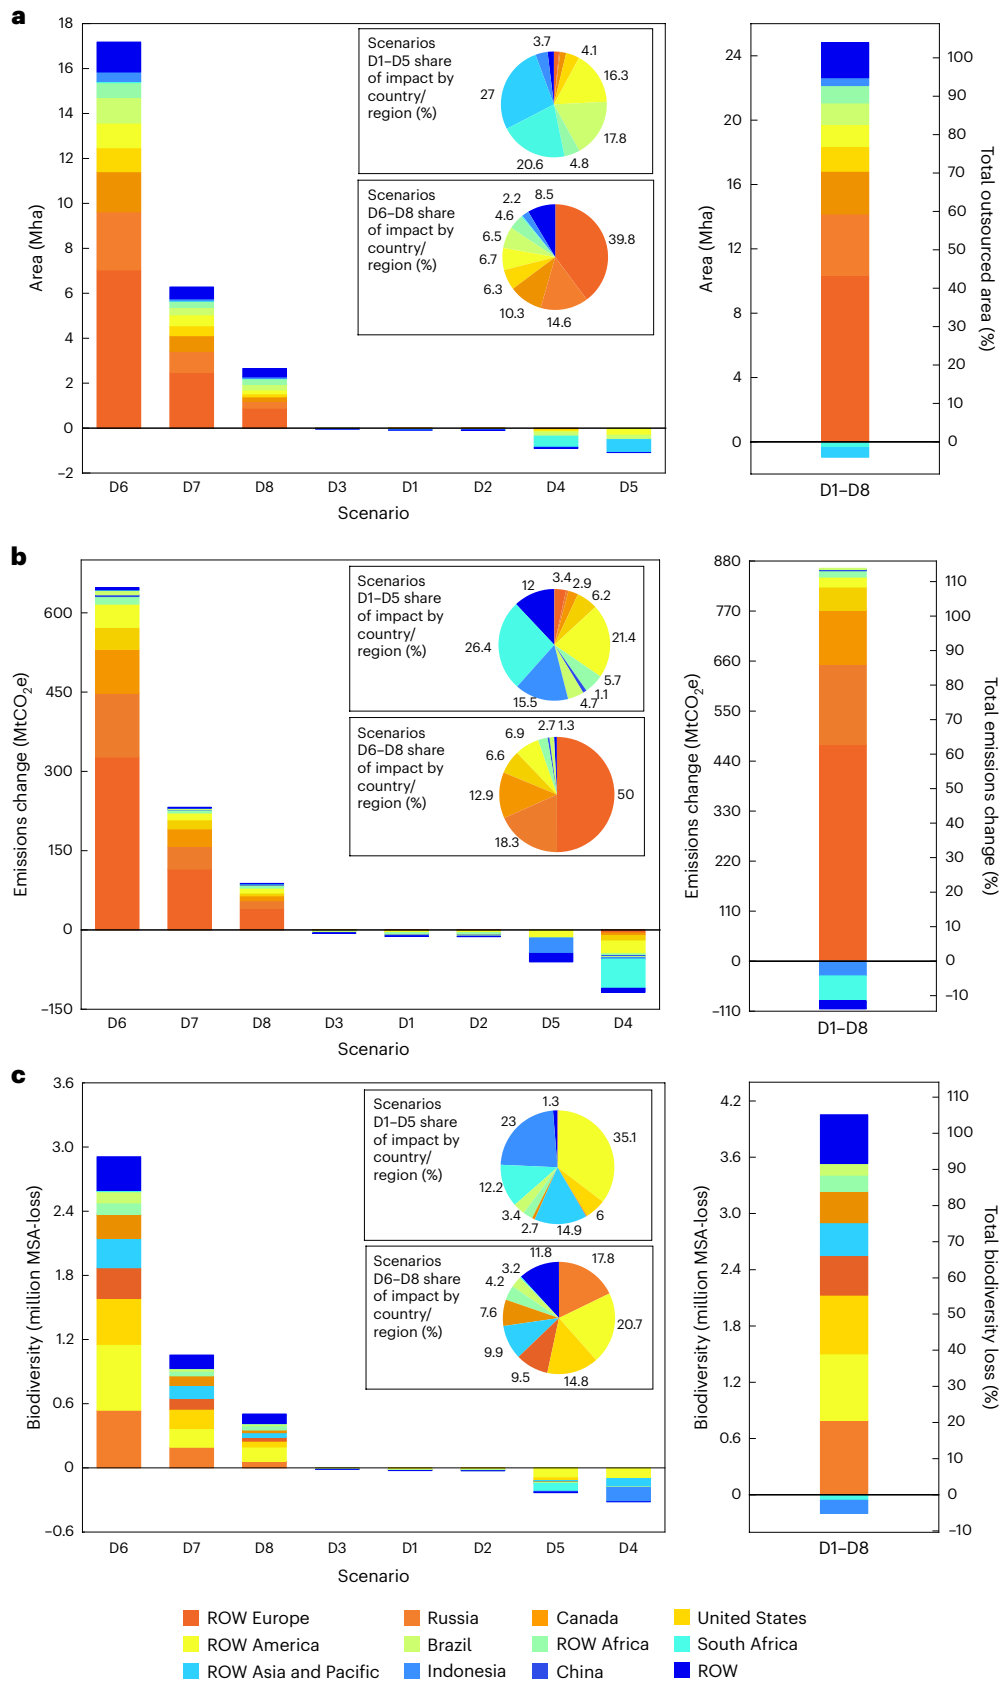 a
18
16
14
12
10
8
6
4
2
0
–2
Area (Mha)
D6
D7
D8
D3
D1
D2
D4
D5
Scenario
Scenarios
D1–D5 share
of impact by
country/
region (%)
3.7
4.1
16.3
17.8
4.8
20.6
27
Scenarios
D6–D8 share
of impact by
country/
region (%)
8.5
39.8
14.6
10.3
6.3
6.7
6.5
4.6
2.2
24
20
16
12
8
4
0
Area (Mha)
100
90
80
70
60
50
40
30
20
10
0
Total outsourced area (%)
D1–D8
b
600
450
300
150
0
–150
Emissions change (MtCO2e)
D6
D7
D8
D3
D1
D2
D5
D4
Scenario
Scenarios
D1–D5 share
of impact by
country/
region (%)
12
3.4
2.9
6.2
21.4
5.7
1.1
4.7
15.5
26.4
Scenarios
D6–D8 share
of impact by
country/
region (%)
2.7
1.3
6.9
6.6
12.9
18.3
50
880
770
660
550
440
330
220
110
0
–110
Emissions change (MtCO2e)
110
100
90
80
70
60
50
40
30
20
10
0
–10
Total emissions change (%)
D1–D8
c
3.6
3.0
2.4
1.8
1.2
0.6
0
–0.6
Biodiversity (million MSA-loss)
D6
D7
D8
D3
D1
D2
D5
D4
Scenario
Scenarios
D1–D5 share
of impact by
country/
region (%)
1.3
35.1
6
14.9
2.7
3.4
12.2
23
Scenarios
D6–D8 share
of impact by
country/
region (%)
11.8
17.8
20.7
14.8
9.5
9.9
7.6
4.2
3.2
4.2
3.6
3.0
2.4
1.8
1.2
0.6
0
Biodiversity (million MSA-loss)
110
100
90
80
70
60
50
40
30
20
10
0
–10
Total biodiversity loss (%)
D1–D8
ROW Europe
Russia
Canada
United States
ROW America
Brazil
ROW Africa
South Africa
ROW Asia and Pacific
Indonesia
China
ROW